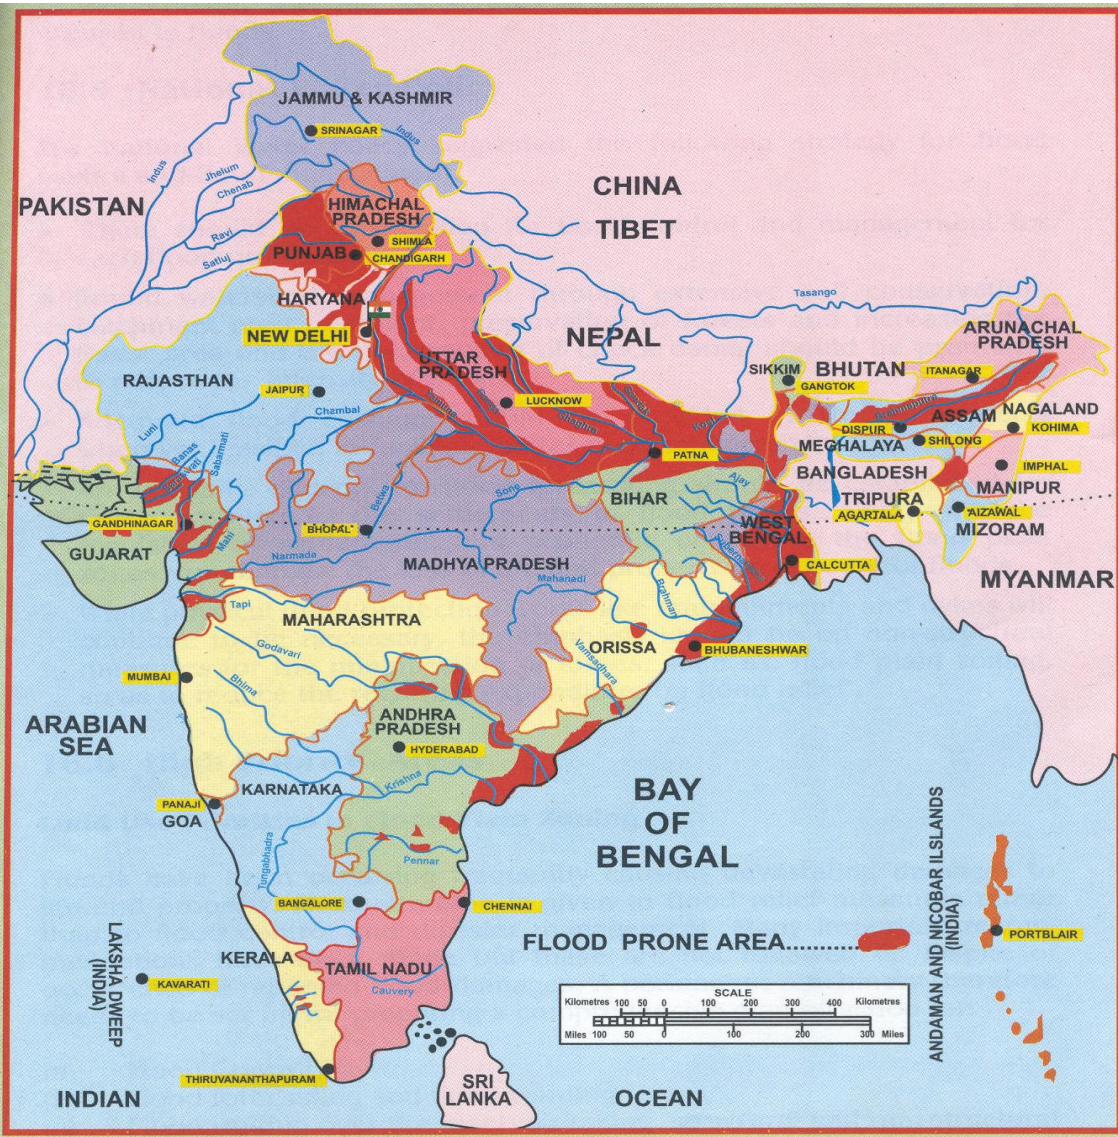 JAMMU & KASHMIR
SRINAGAR
Indus
Indus
Jhelum
Chenab
Ravi
Satluj
PAKISTAN
CHINA
TIBET
HIMACHAL
PRADESH
SHIMLA
CHANDIGARH
PUNJAB
HARYANA
NEW DELHI
Tasango
NEPAL
UTTAR
PRADESH
LUCKNOW
RAJASTHAN
JAIPUR
Chambal
Luni
Banas
Sabarmati
SIKKIM
GANGTOK
BHUTAN
ARUNACHAL
PRADESH
ITANAGAR
Brahmputra
ASSAM
DISPUR
NAGALAND
KOHIMA
MEGHALAYA
SHILONG
BANGLADESH
IMPHAL
MANIPUR
TRIPURA
AGARTALA
AIZAWAL
MIZORAM
MYANMAR
Ghaghra
Kosi
PATNA
BIHAR
Ajay
WEST
BENGAL
CALCUTTA
Sone
Betwa
BHOPAL
GANDHINAGAR
GUJARAT
Mahi
Narmada
MADHYA PRADESH
Mahanadi
Brahman
Tapi
MAHARASHTRA
Godavari
Bhima
MUMBAI
ORISSA
BHUBANESHWAR
Vamsadhara
ARABIAN
SEA
ANDHRA
PRADESH
HYDERABAD
Krishna
KARNATAKA
PANAJI
GOA
Tungabhadra
Pennar
BANGALORE
CHENNAI
BAY
OF
BENGAL
FLOOD PRONE AREA
KERALA
TAMIL NADU
Cauvery
LAKSHA DWEEP
(INDIA)
KAVARATI
THIRUVANANTHAPURAM
SRI
LANKA
INDIAN
OCEAN
ANDAMAN AND NICOBAR ILSLANDS
(INDIA)
PORTBLAIR
SCALE
Kilometres 100 50 0 100 200 300 400 Kilometres
Miles 100 50 0 100 200 300 Miles